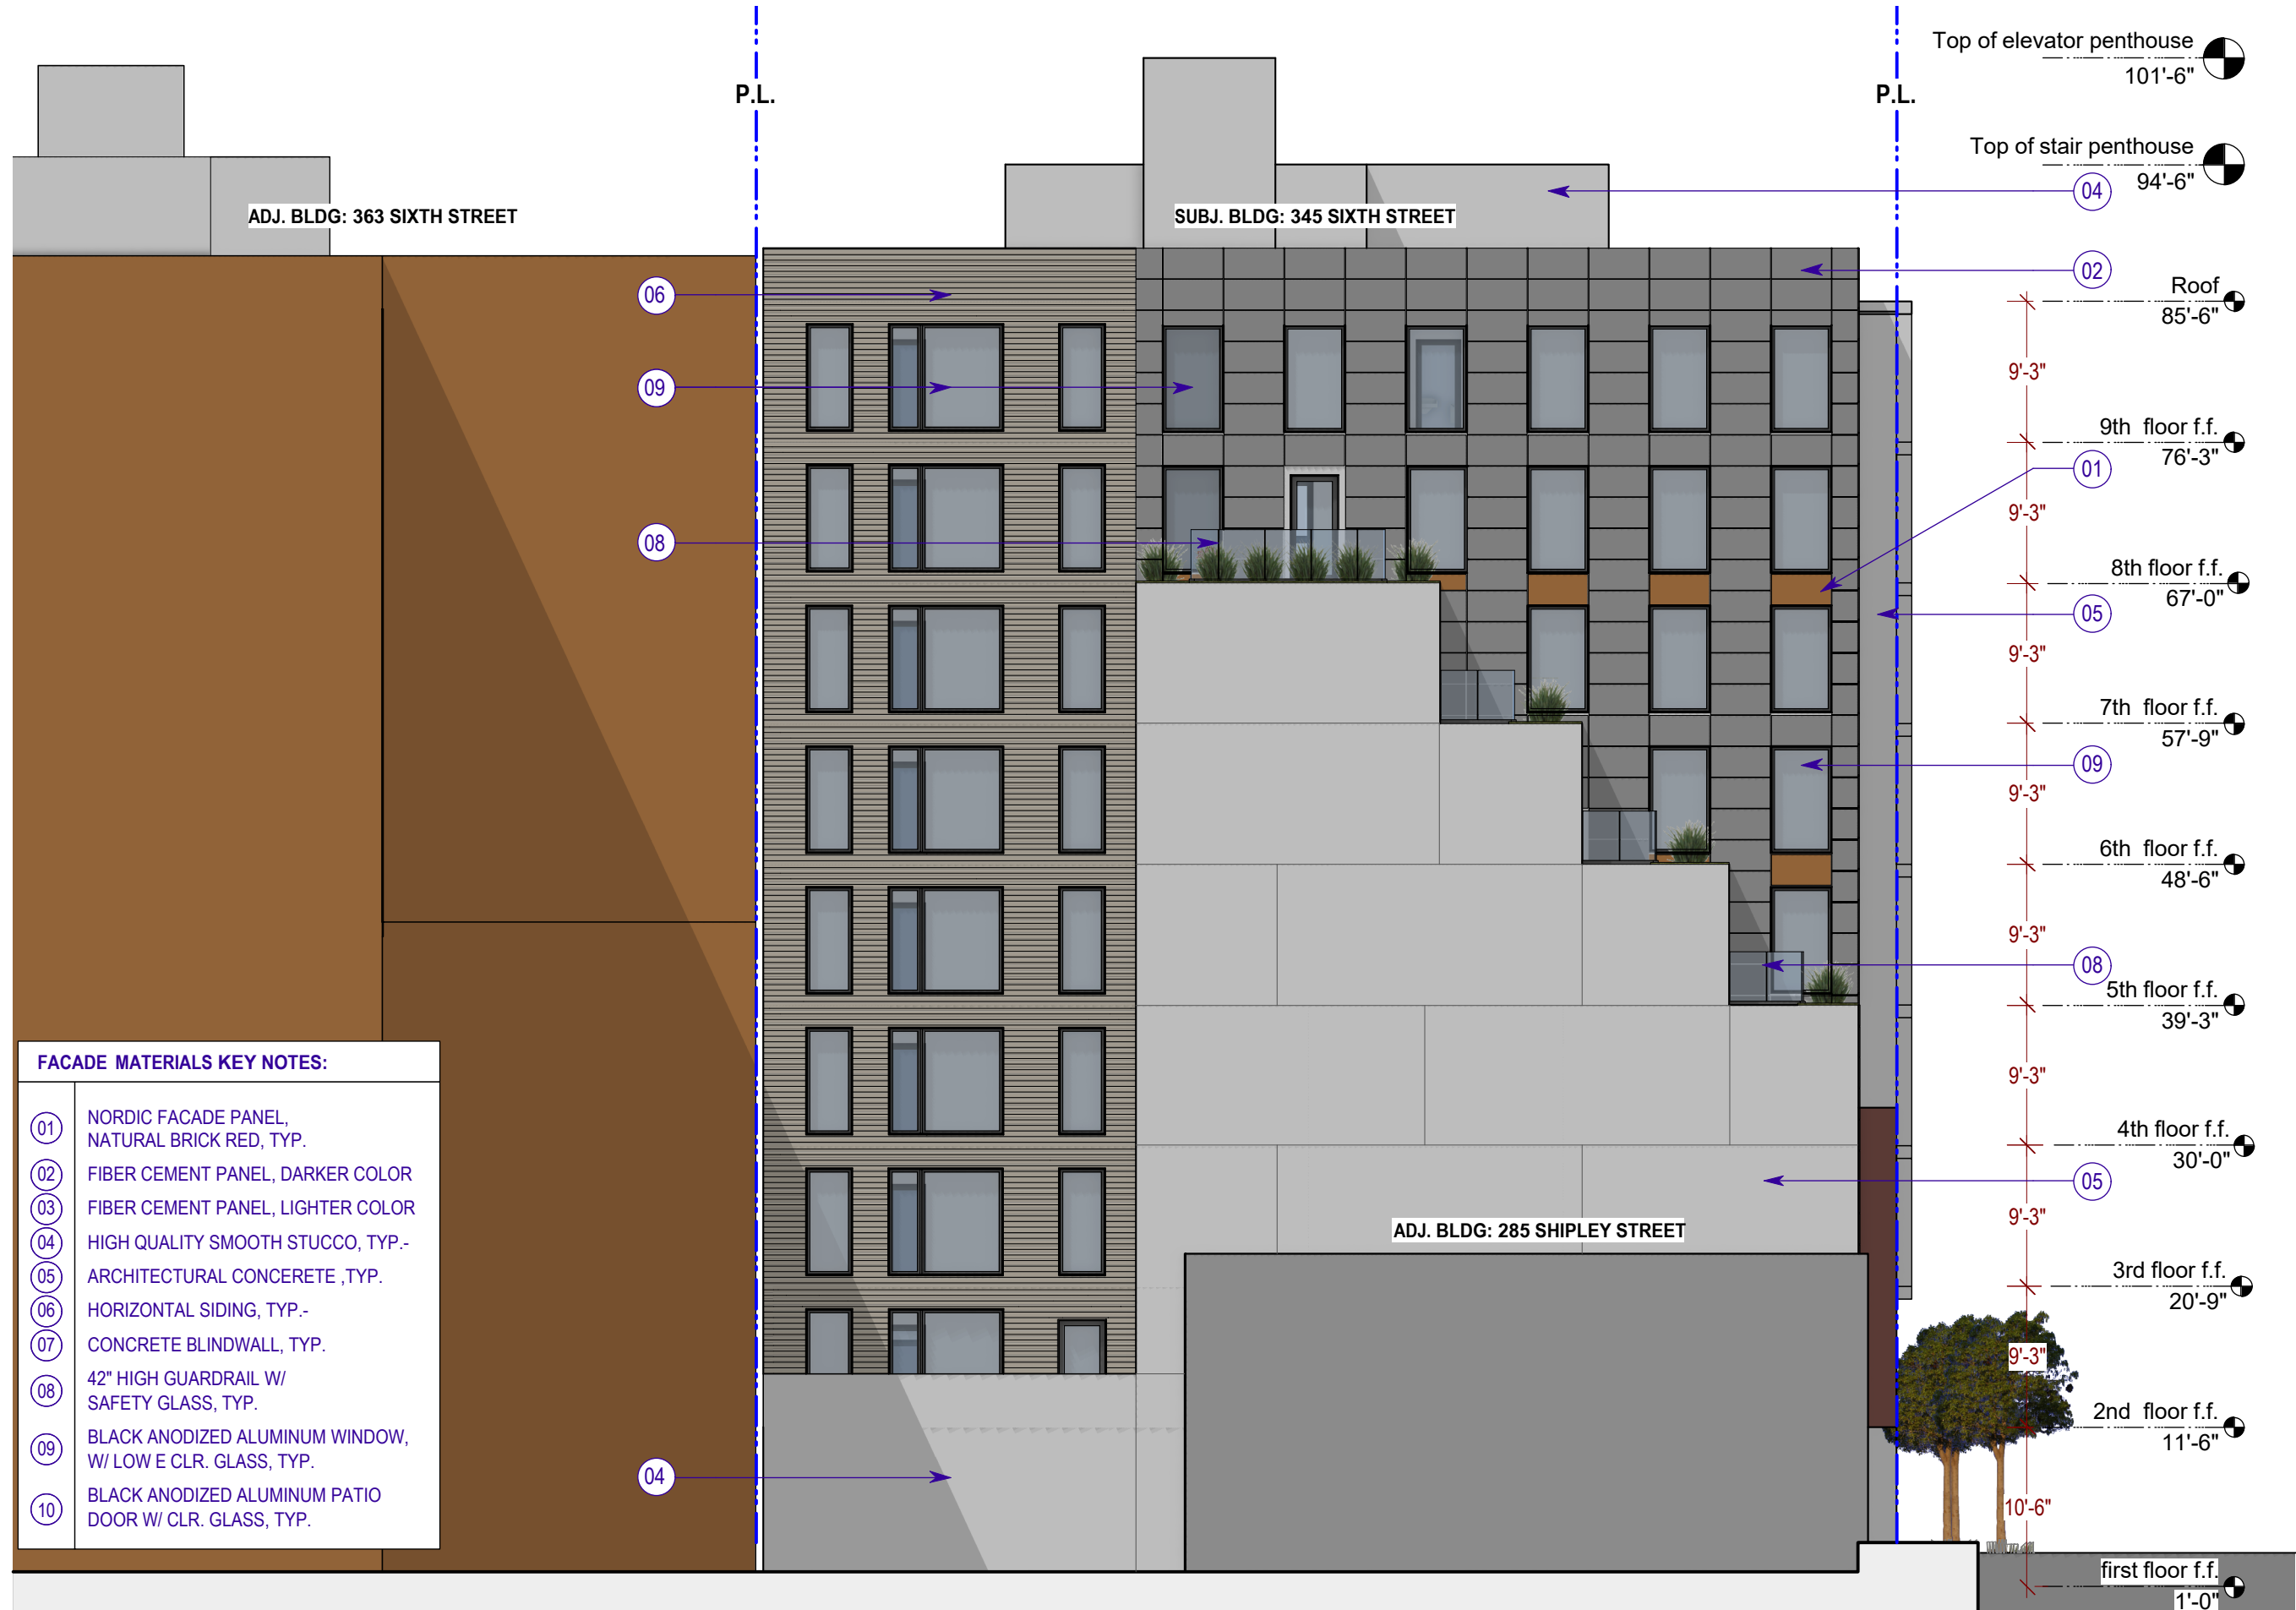 Top of elevator penthouse
101'-6"
P.L.
P.L.
Top of stair penthouse
94'-6"
04
ADJ. BLDG: 363 SIXTH STREET
SUBJ. BLDG: 345 SIXTH STREET
02
06
Roof
85'-6"
9'-3"
09
9th floor f.f.
76'-3"
01
9'-3"
08
8th floor f.f.
67'-0"
05
9'-3"
7th floor f.f.
57'-9"
09
9'-3"
6th floor f.f.
48'-6"
9'-3"
08
5th floor f.f.
39'-3"
9'-3"
4th floor f.f.
30'-0"
05
9'-3"
ADJ. BLDG: 285 SHIPLEY STREET
3rd floor f.f.
20'-9"
9'-3"
2nd floor f.f.
11'-6"
04
10'-6"
first floor f.f.
1'-0"
FACADE MATERIALS KEY NOTES:
01 NORDIC FACADE PANEL,
NATURAL BRICK RED, TYP.
02 FIBER CEMENT PANEL, DARKER COLOR
03 FIBER CEMENT PANEL, LIGHTER COLOR
04 HIGH QUALITY SMOOTH STUCCO, TYP.-
05 ARCHITECTURAL CONCERETE ,TYP.
06 HORIZONTAL SIDING, TYP.-
07 CONCRETE BLINDWALL, TYP.
08 42" HIGH GUARDRAIL W/
SAFETY GLASS, TYP.
09 BLACK ANODIZED ALUMINUM WINDOW,
W/ LOW E CLR. GLASS, TYP.
10 BLACK ANODIZED ALUMINUM PATIO
DOOR W/ CLR. GLASS, TYP.